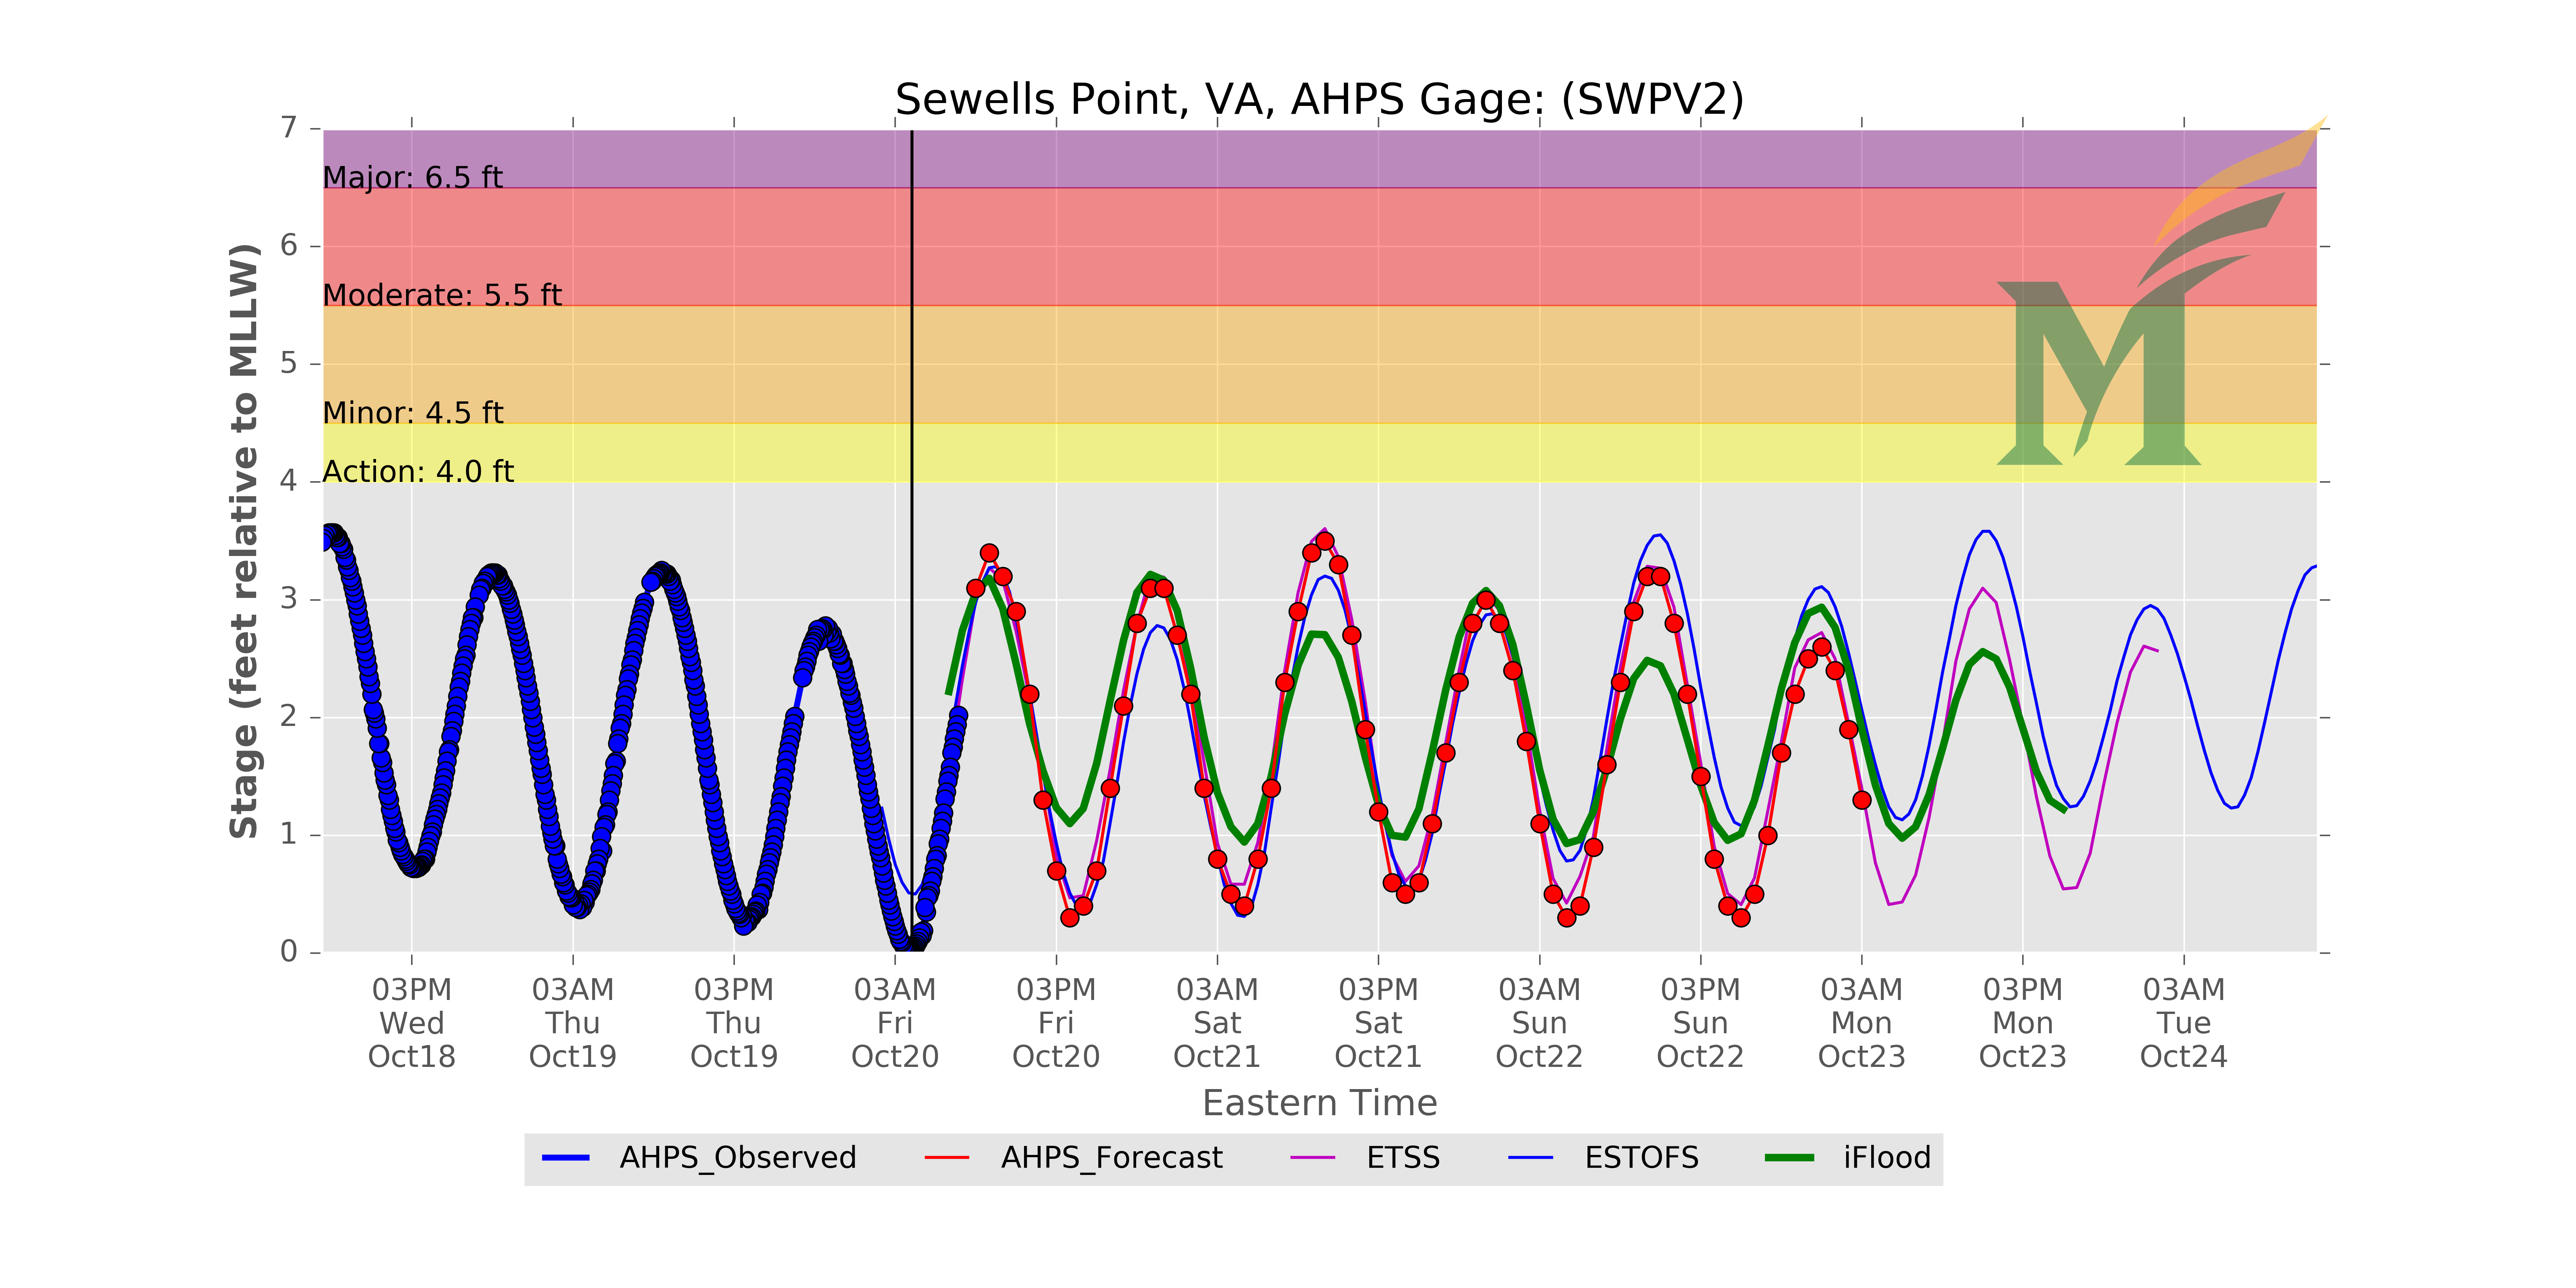 Sewells Point, VA, AHPS Gage: (SWPV2)
7
Major: 6.5 ft
6
Moderate: 5.5 ft
5
Minor: 4.5 ft
Action: 4.0 ft
4
3
2
1
0
Stage (feet relative to MLLW)
03PM 03AM 03PM 03AM 03PM 03AM 03PM 03AM 03PM 03AM 03PM 03AM
Wed Thu Thu Fri Fri Sat Sat Sun Sun Mon Mon Tue
Oct18 Oct19 Oct19 Oct20 Oct20 Oct21 Oct21 Oct22 Oct22 Oct23 Oct23 Oct24
Eastern Time
AHPS_Observed AHPS_Forecast ETSS ESTOFS iFlood